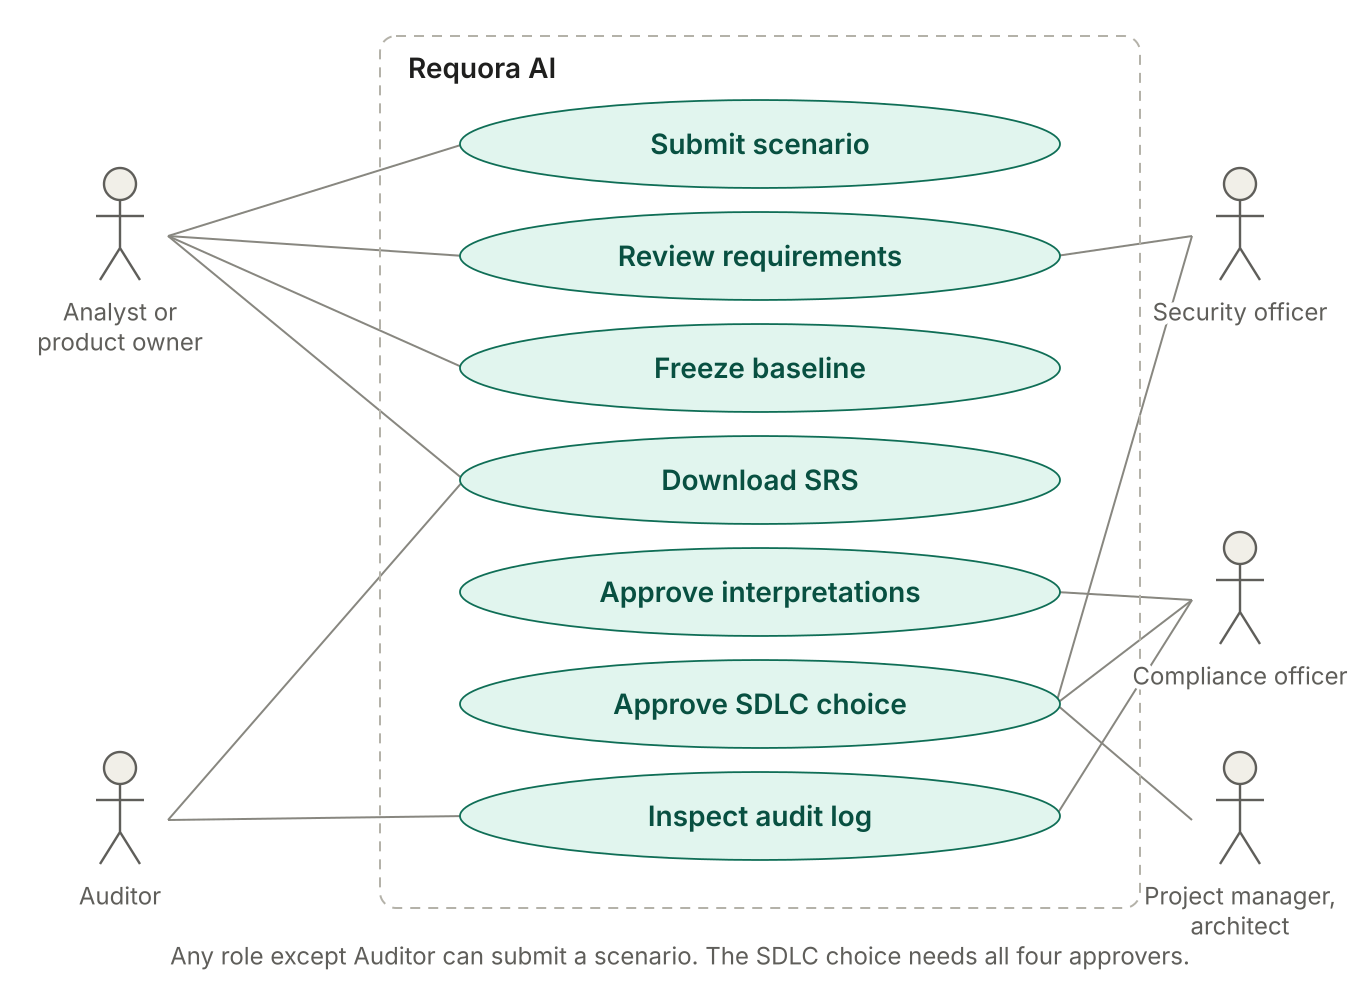 Requora AI
Submit scenario
Review requirements
Freeze baseline
Download SRS
Approve interpretations
Approve SDLC choice
Inspect audit log
Analyst or
product owner
Auditor
Security officer
Compliance officer
Project manager,
architect
Any role except Auditor can submit a scenario. The SDLC choice needs all four approvers.